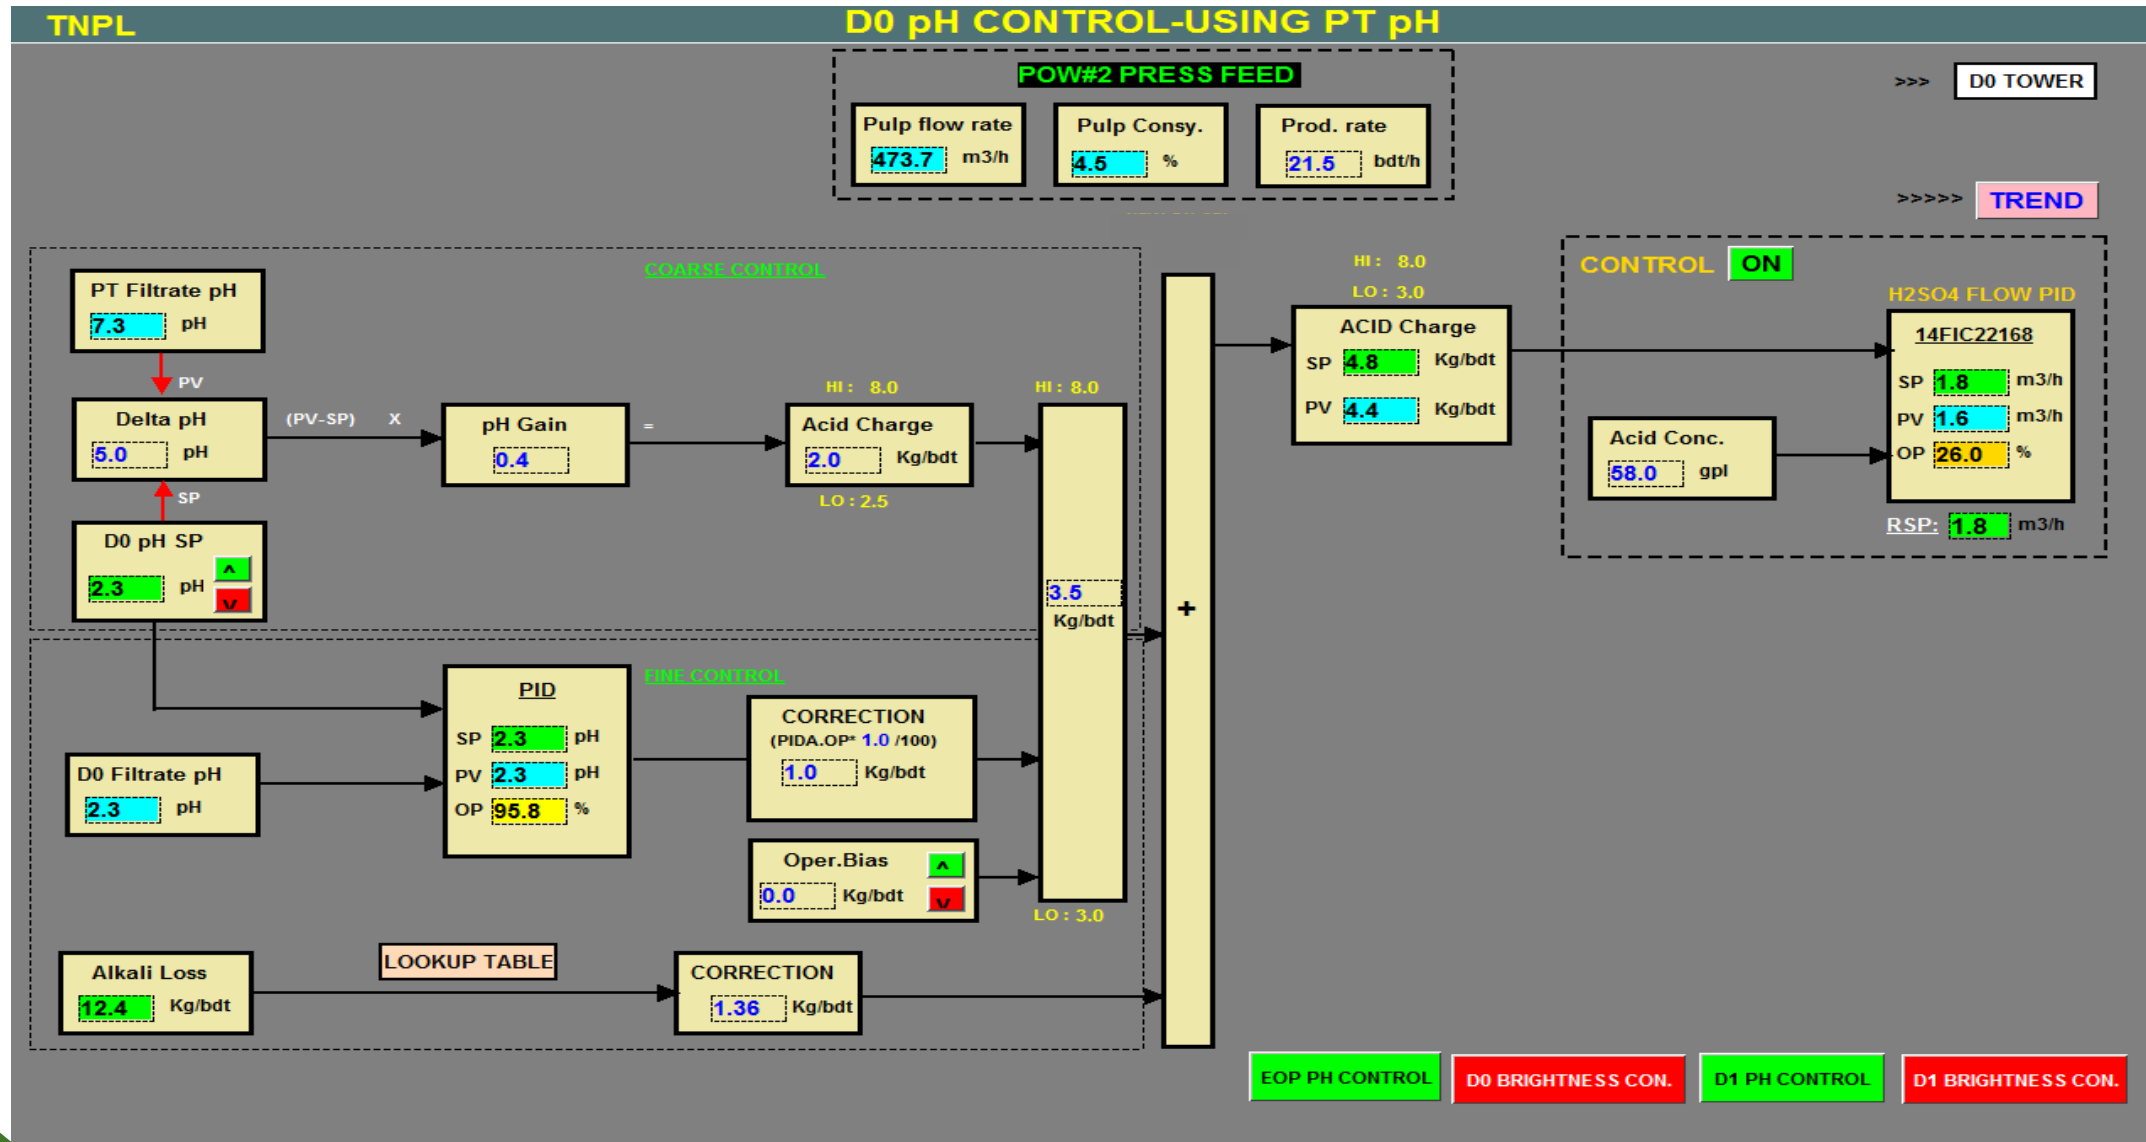 TNPL
D0 pH CONTROL-USING PT pH
POW#2 PRESS FEED
>>> D0 TOWER
Pulp flow rate
473.7 m3/h
Pulp Consy.
4.5 %
Prod. rate
21.5 bdt/h
>>>>> TREND
COARSE CONTROL
PT Filtrate pH
7.3 pH
PV
Delta pH
5.0 pH
SP
D0 pH SP
2.3 pH
^
v
(PV-SP) X
pH Gain
0.4
=
HI : 8.0
Acid Charge
2.0 Kg/bdt
LO : 2.5
HI : 8.0
3.5
Kg/bdt
LO : 3.0
+
HI : 8.0
LO : 3.0
ACID Charge
SP 4.8 Kg/bdt
PV 4.4 Kg/bdt
CONTROL ON
H2SO4 FLOW PID
14FIC22168
SP 1.8 m3/h
PV 1.6 m3/h
OP 26.0 %
RSP: 1.8 m3/h
Acid Conc.
58.0 gpl
FINE CONTROL
PID
SP 2.3 pH
PV 2.3 pH
OP 95.8 %
D0 Filtrate pH
2.3 pH
CORRECTION
(PIDA.OP* 1.0 /100)
1.0 Kg/bdt
Oper.Bias
0.0 Kg/bdt
^
v
Alkali Loss
12.4 Kg/bdt
LOOKUP TABLE
CORRECTION
1.36 Kg/bdt
EOP PH CONTROL
D0 BRIGHTNESS CON.
D1 PH CONTROL
D1 BRIGHTNESS CON.